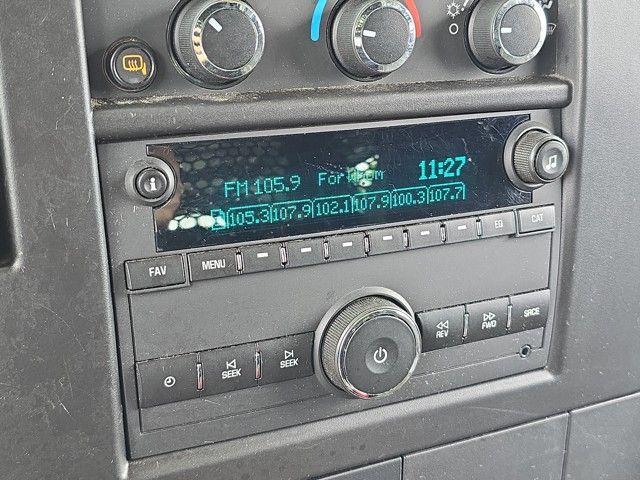 11:27
FM 105.9
105.3 107.9 102.1 107.9 100.3 107.7
FAV MENU EQ CAT
REV FWD SRCE
SEEK SEEK